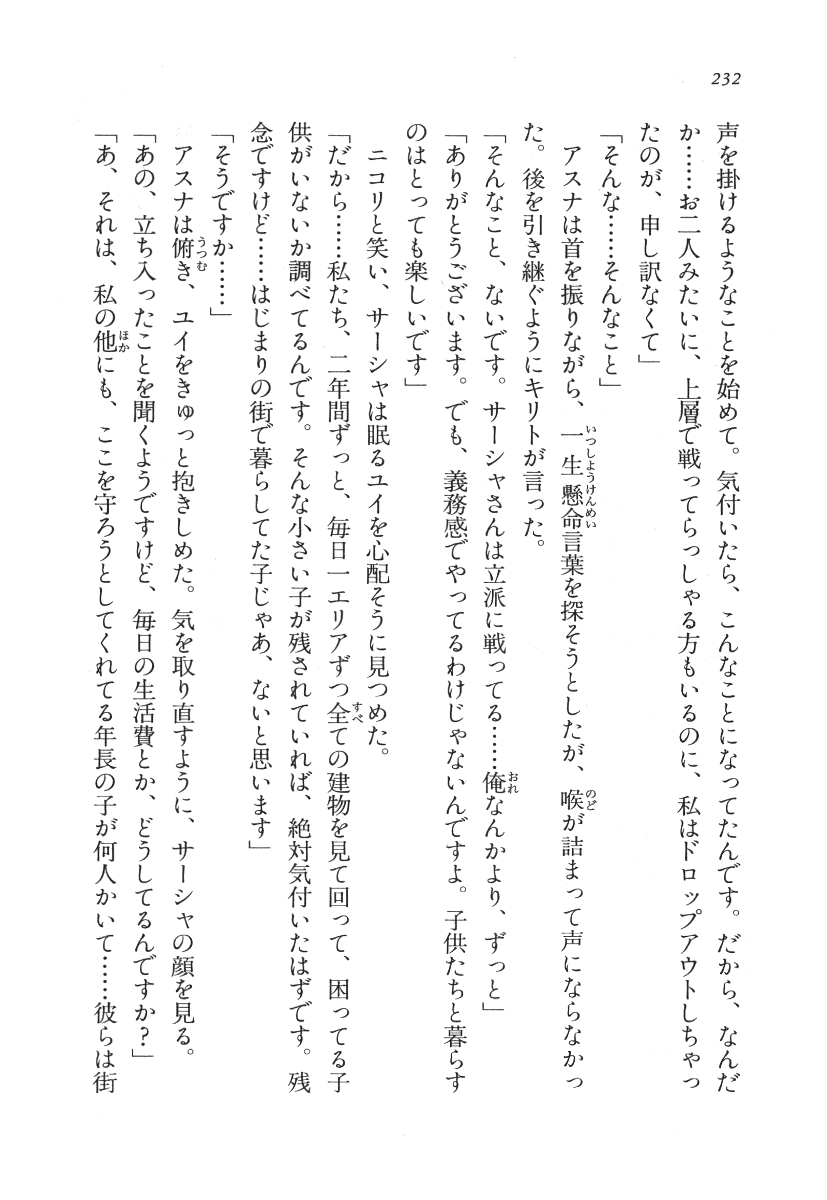 232
声を掛けるようなことを始めて。気付いたら、こんなことになってたんです。だから、なんだ
か……お二人みたいに、上層で戦ってらっしゃる方もいるのに、私はドロップアウトしちゃっ
たのが、申し訳なくて」
「そんな……そんなこと」
アスナは首を振りながら、一生懸命言葉を探そうとしたが、喉が詰まって声にならなかっ
た。後を引き継ぐようにキリトが言った。
「そんなこと、ないです。サーシャさんは立派に戦ってる……俺なんかより、ずっと」
「ありがとうございます。でも、義務感でやってるわけじゃないんですよ。子供たちと暮らす
のはとっても楽しいです」
ニコリと笑い、サーシャは眠るユイを心配そうに見つめた。
「だから……私たち、二年間ずっと、毎日一エリアずつ全ての建物を見て回って、困ってる子
供がいないか調べてるんです。そんな小さい子が残されていれば、絶対気付いたはずです。残
念ですけど……はじまりの街で暮らしてた子じゃあ、ないと思います」
「そうですか……」
アスナは俯き、ユイをきゅっと抱きしめた。気を取り直すように、サーシャの顔を見る。
「あの、立ち入ったことを聞くようですけど、毎日の生活費とか、どうしてるんですか?」
「あ、それは、私の他にも、ここを守ろうとしてくれてる年長の子が何人かいて……彼らは街